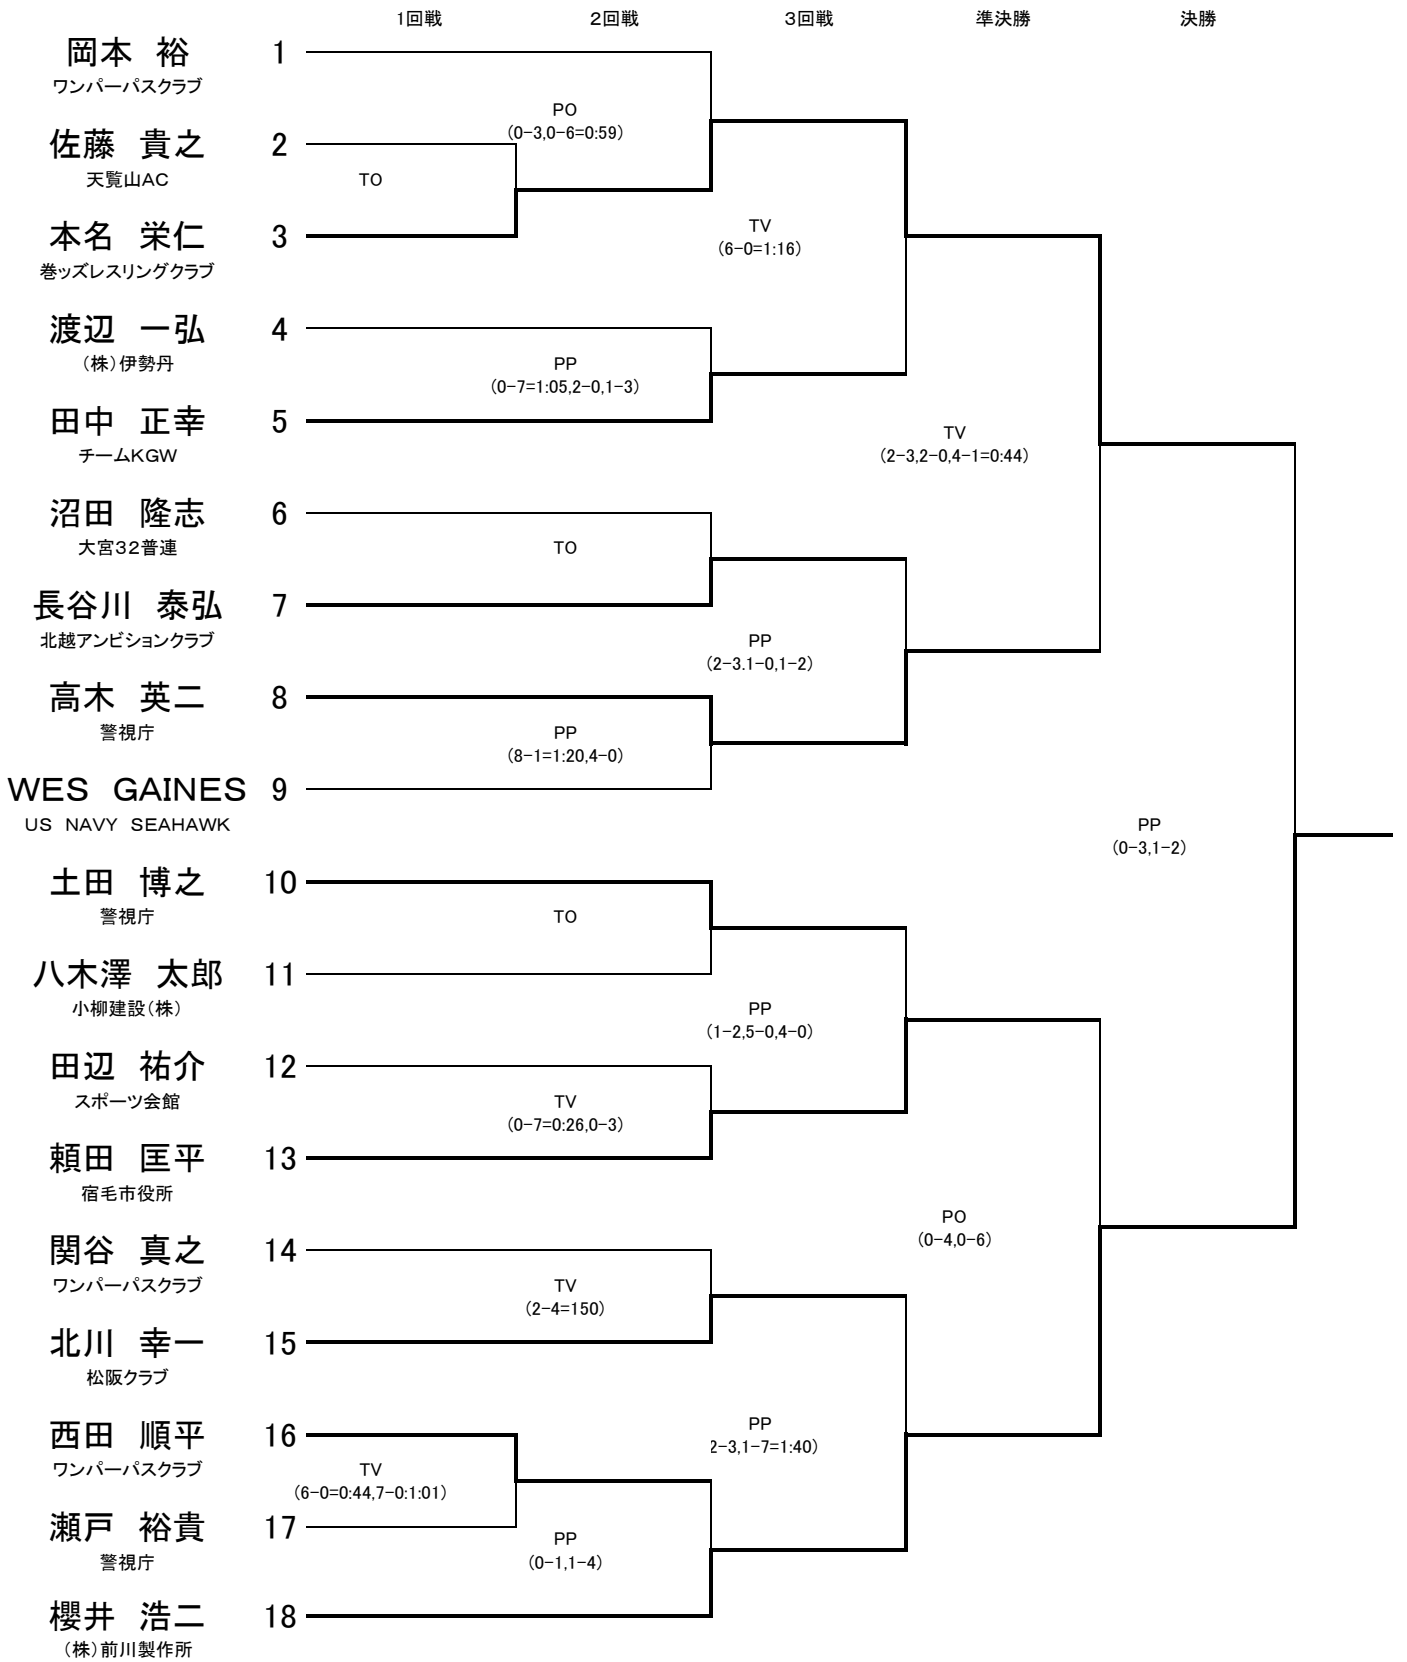 1回戦 2回戦 3回戦 準決勝 決勝
岡本 裕 1
ワンパーパスクラブ
PO
(0-3,0-6=0:59)
佐藤 貴之 2
天覧山AC
TO
本名 栄仁 3
巻ッズレスリングクラブ
TV
(6-0=1:16)
渡辺 一弘 4
(株)伊勢丹
PP
(0-7=1:05,2-0,1-3)
田中 正幸 5
チームKGW
TV
(2-3,2-0,4-1=0:44)
沼田 隆志 6
大宮32普連
TO
長谷川 泰弘 7
北越アンビションクラブ
PP
(2-3.1-0,1-2)
高木 英二 8
警視庁
PP
(8-1=1:20,4-0)
WES GAINES 9
US NAVY SEAHAWK
PP
(0-3,1-2)
土田 博之 10
警視庁
TO
八木澤 太郎 11
小柳建設(株)
PP
(1-2,5-0,4-0)
田辺 祐介 12
スポーツ会館
TV
(0-7=0:26,0-3)
頼田 匡平 13
宿毛市役所
PO
(0-4,0-6)
関谷 真之 14
ワンパーパスクラブ
TV
(2-4=150)
北川 幸一 15
松阪クラブ
PP
2-3,1-7=1:40)
西田 順平 16
ワンパーパスクラブ
TV
(6-0=0:44,7-0:1:01)
瀬戸 裕貴 17
警視庁
PP
(0-1,1-4)
櫻井 浩二 18
(株)前川製作所